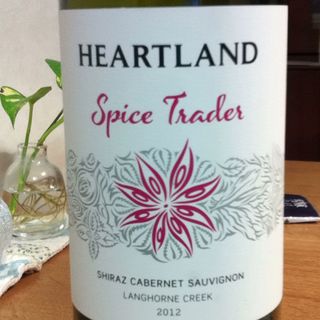 HEARTLAND
Spice Trader
SHIRAZ CABERNET SAUVIGNON
LANGHORNE CREEK
2012